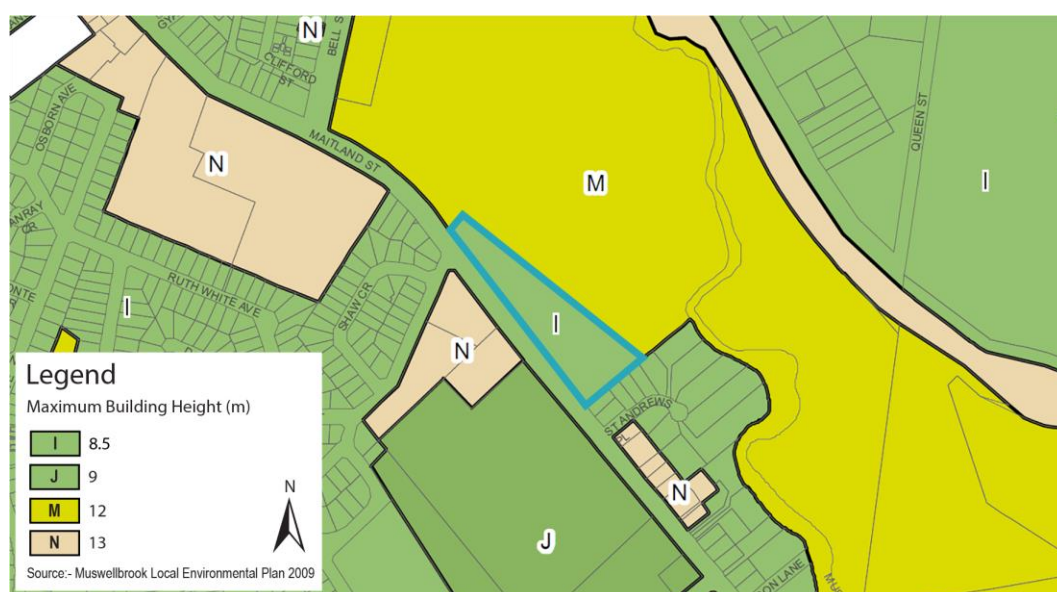 N
BELL S
CLIFFORD
ST
OSBORN AVE
MAITLAND ST
N
M
QUEEN ST
I
RUTH WHITE AVE
SHAW CR
I
I
N
ST ANDREWS
PL
N
J
Legend
Maximum Building Height (m)
I 8.5
J 9
M 12
N 13
N
Source:- Muswellbrook Local Environmental Plan 2009